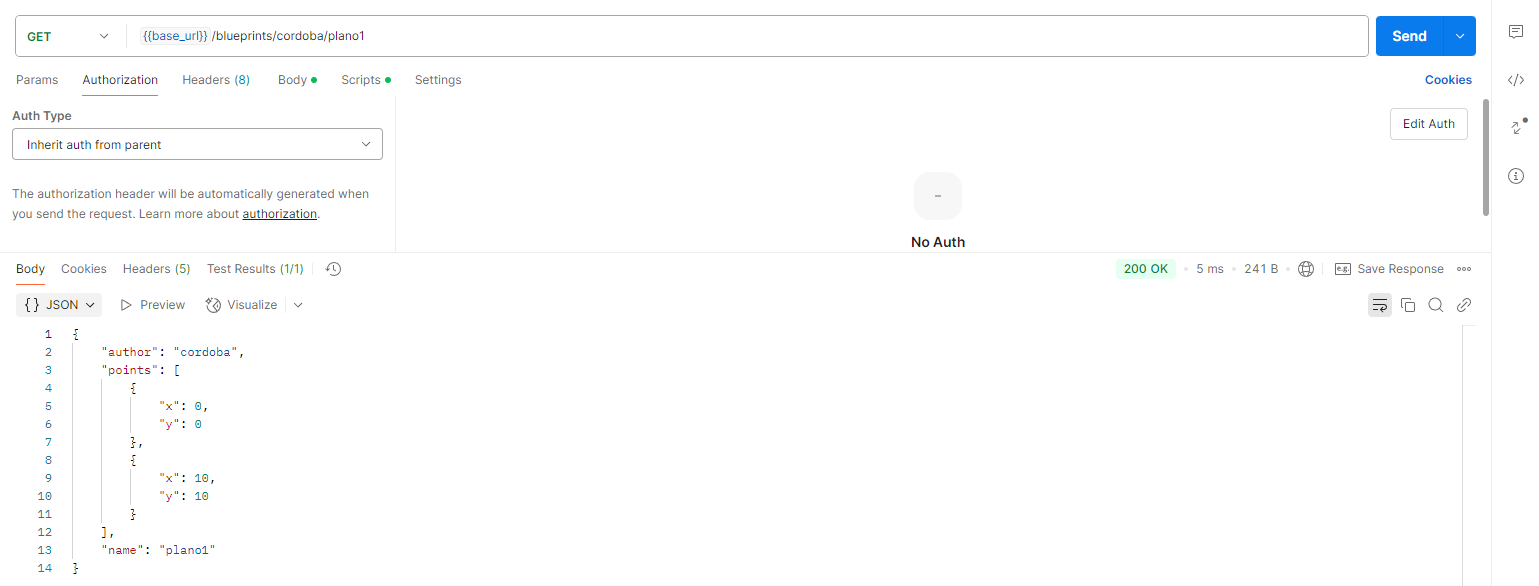 GET {{base_url}} /blueprints/cordoba/plano1 Send
Params Authorization Headers (8) Body Scripts Settings Cookies
Auth Type
Edit Auth
Inherit auth from parent
The authorization header will be automatically generated when
you send the request. Learn more about authorization.
-
No Auth
Body Cookies Headers (5) Test Results (1/1) 200 OK 5 ms 241 B e.g. Save Response
{} JSON Preview Visualize
1 {
2 "author": "cordoba",
3 "points": [
4 {
5 "x": 0,
6 "y": 0
7 },
8 {
9 "x": 10,
10 "y": 10
11 }
12 ],
13 "name": "plano1"
14 }